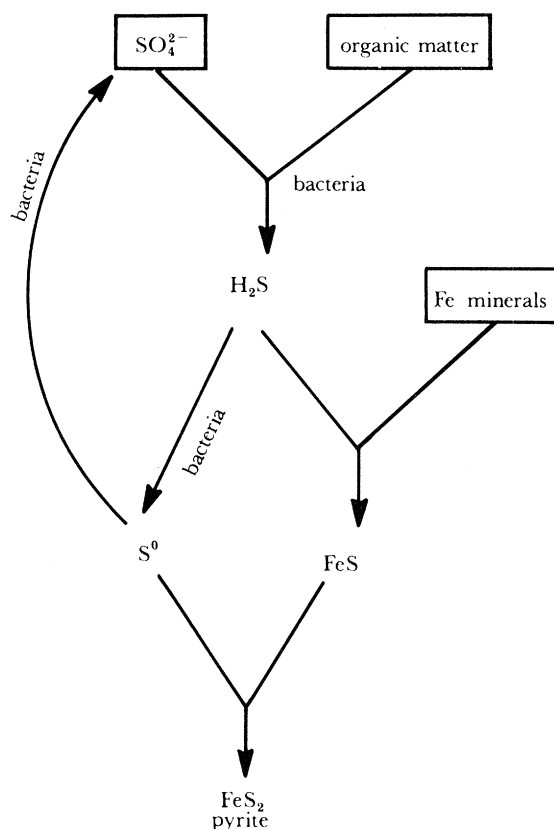 SO₄²⁻
organic matter
bacteria
bacteria
H₂S
Fe minerals
bacteria
S⁰
FeS
FeS₂
pyrite